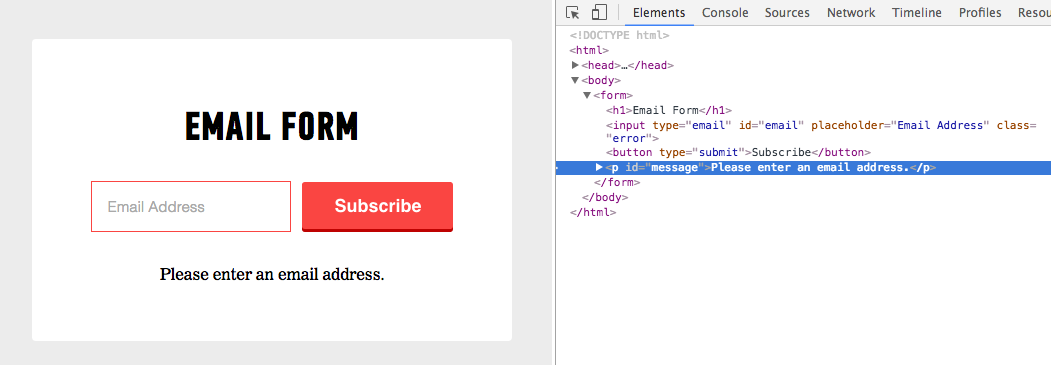 EMAIL FORM
Email Address
Subscribe
Please enter an email address.
Elements Console Sources Network Timeline Profiles Resou
<!DOCTYPE html>
<html>
<head>…</head>
<body>
<form>
<h1>Email Form</h1>
<input type="email" id="email" placeholder="Email Address" class=
"error">
<button type="submit">Subscribe</button>
<p id="message">Please enter an email address.</p>
</form>
</body>
</html>